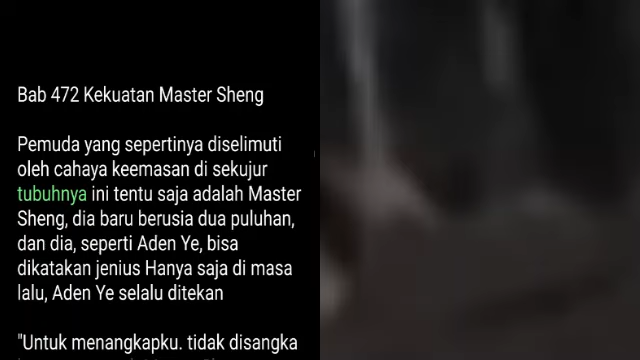 Bab 472 Kekuatan Master Sheng
Pemuda yang sepertinya diselimuti
oleh cahaya keemasan di sekujur
tubuhnya ini tentu saja adalah Master
Sheng, dia baru berusia dua puluhan,
dan dia, seperti Aden Ye, bisa
dikatakan jenius Hanya saja di masa
lalu, Aden Ye selalu ditekan
"Untuk menangkapku. tidak disangka